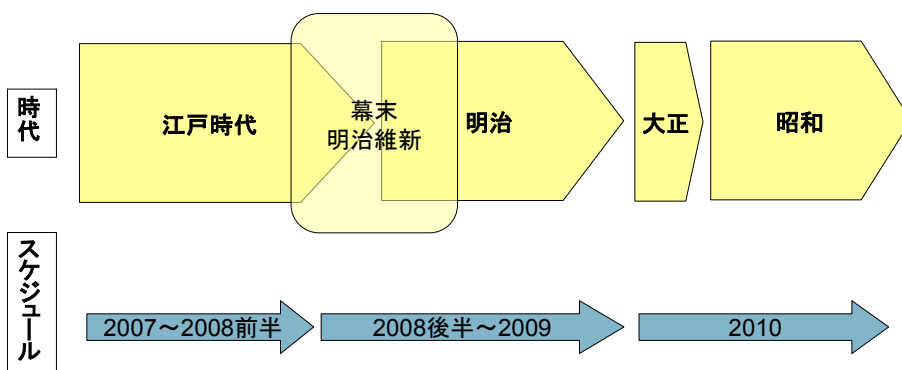 時代
江戸時代
幕末
明治維新
明治
大正
昭和
スケジュール
2007～2008前半
2008後半～2009
2010